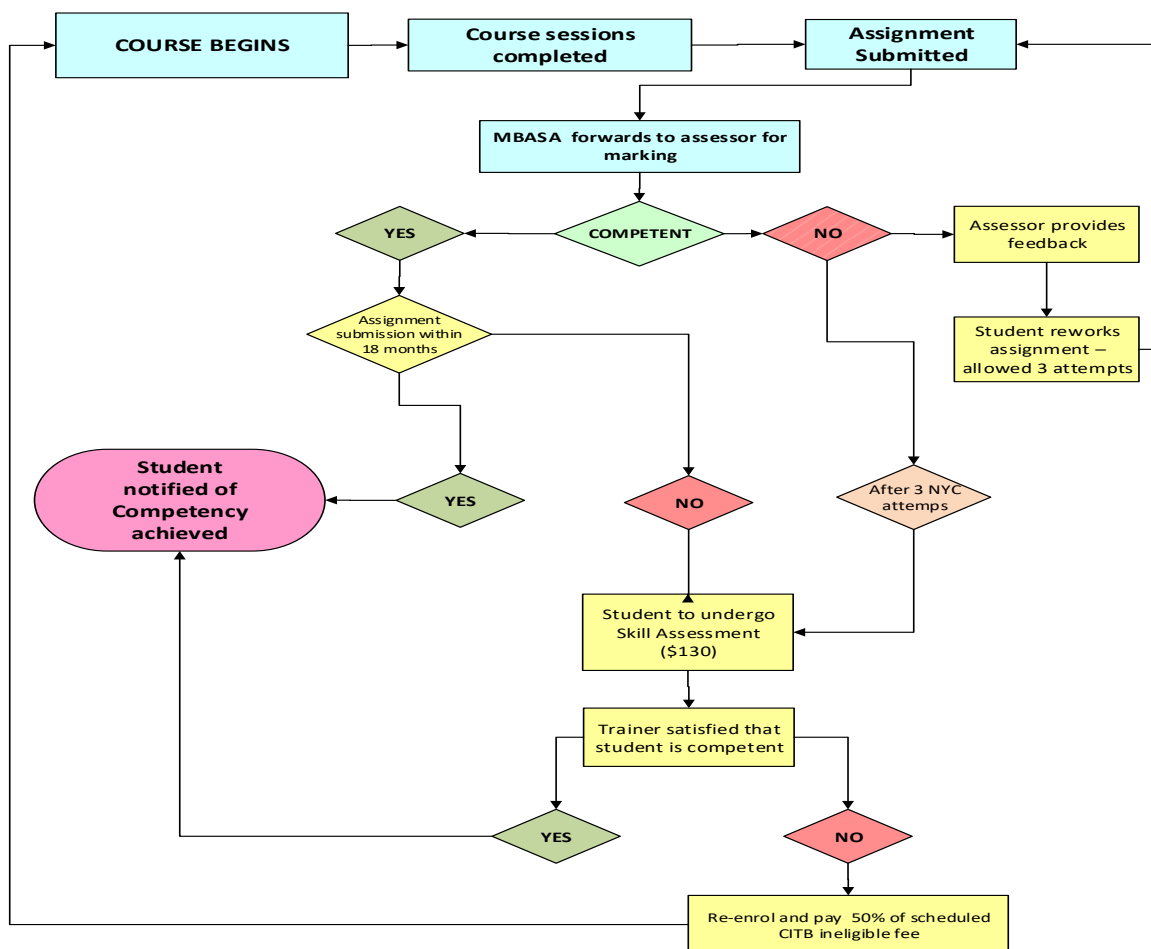 COURSE BEGINS
Course sessions
completed
Assignment
Submitted
MBASA forwards to assessor for
marking
YES
COMPETENT
NO
Assessor provides
feedback
Assignment
submission within
18 months
Student reworks
assignment –
allowed 3 attempts
Student
notified of
Competency
achieved
YES
NO
After 3 NYC
attemps
Student to undergo
Skill Assessment
($130)
Trainer satisfied that
student is competent
YES
NO
Re-enrol and pay 50% of scheduled
CITB ineligible fee